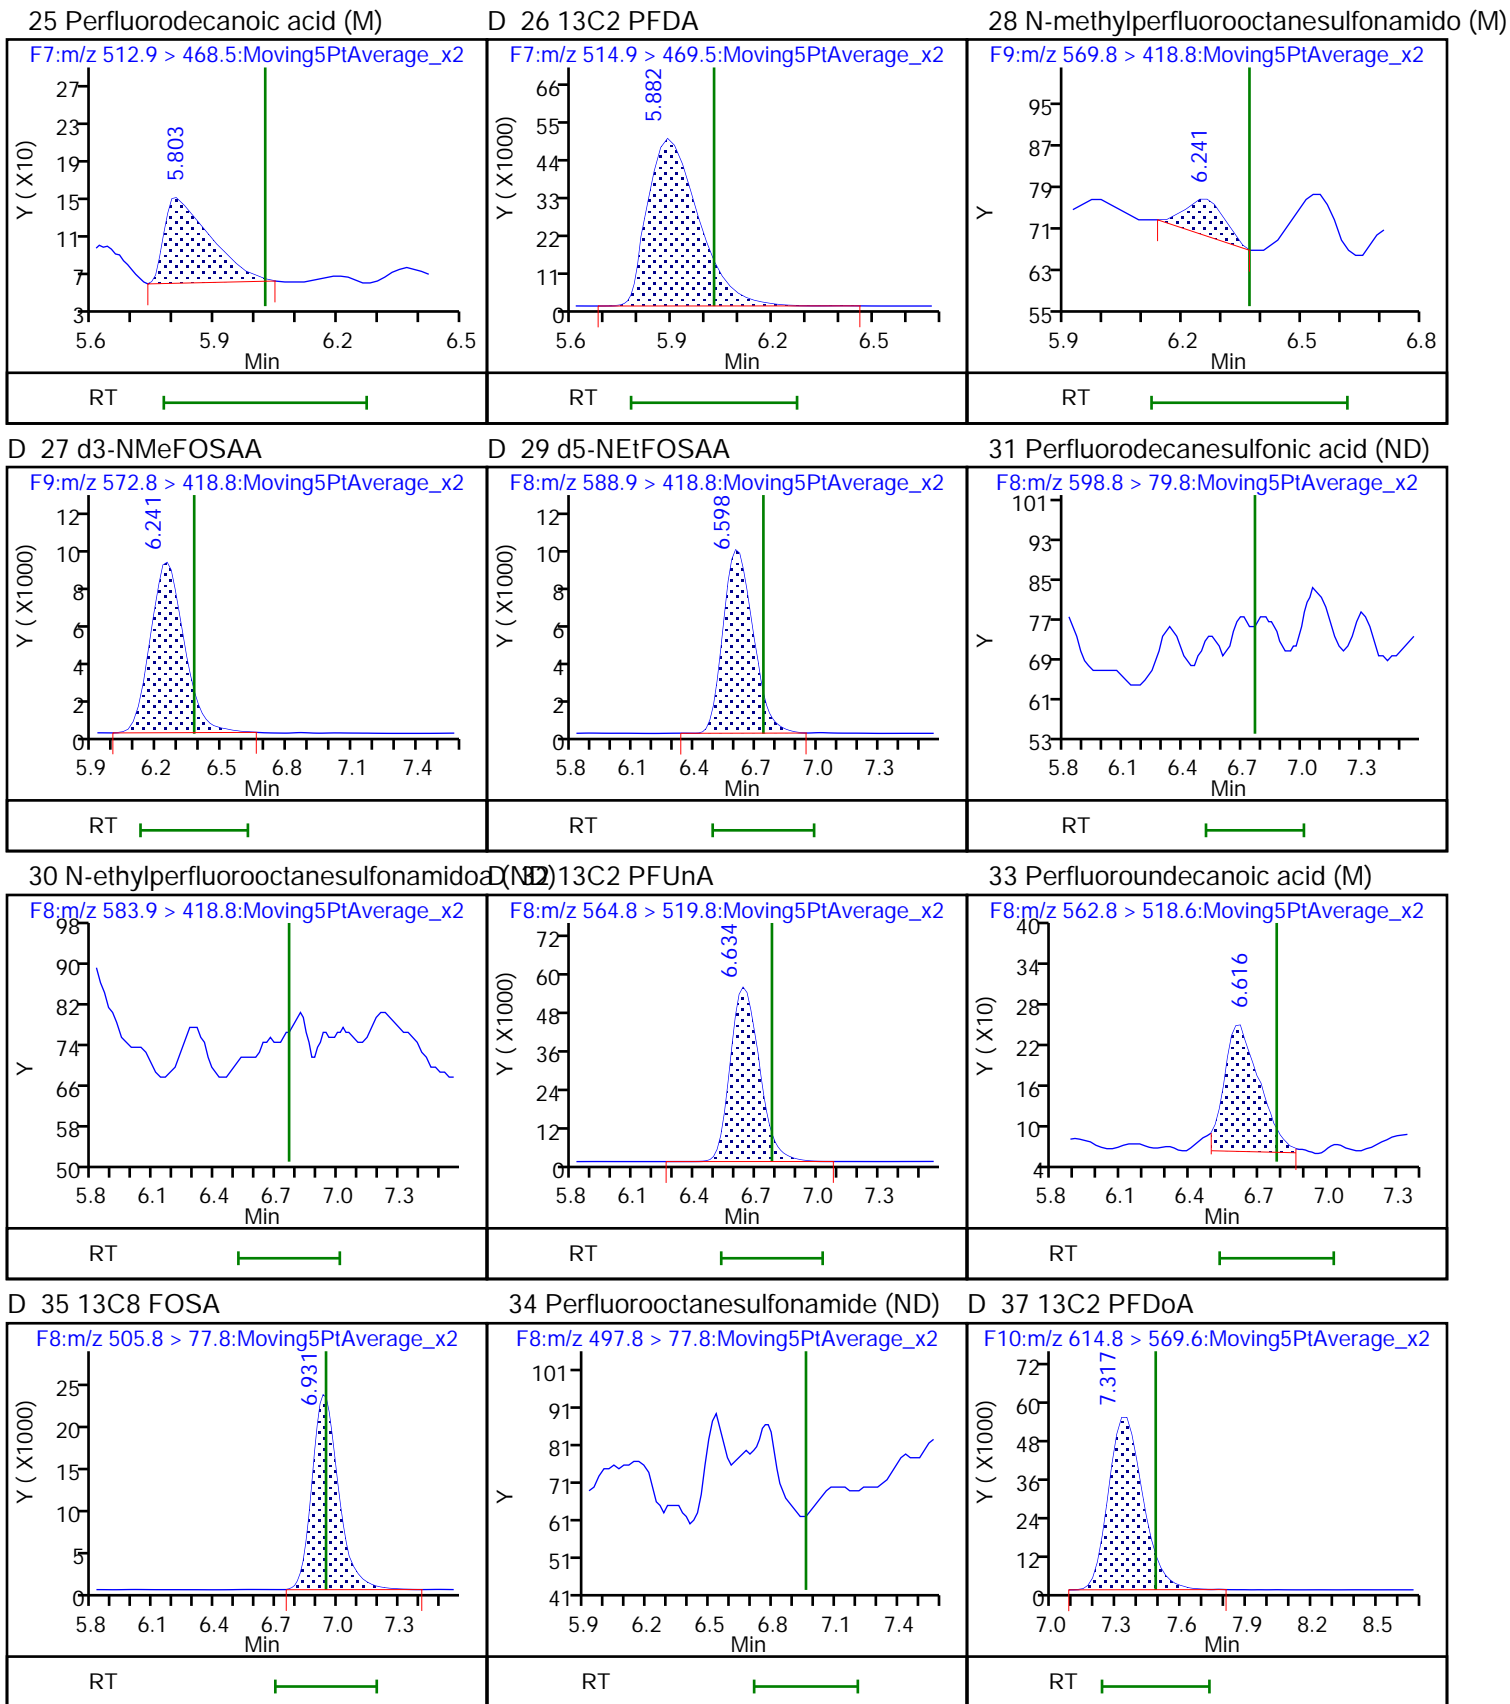 25 Perfluorodecanoic acid (M)
F7:m/z 512.9 > 468.5:Moving5PtAverage_x2
5.803
Y ( X10)
27
23
19
15
11
7
3
5.6 5.9 6.2 6.5
Min
RT
D 26 13C2 PFDA
F7:m/z 514.9 > 469.5:Moving5PtAverage_x2
5.882
Y ( X1000)
66
55
44
33
22
11
0
5.6 5.9 6.2 6.5
Min
RT
28 N-methylperfluorooctanesulfonamido (M)
F9:m/z 569.8 > 418.8:Moving5PtAverage_x2
6.241
Y
95
87
79
71
63
55
5.9 6.2 6.5 6.8
Min
RT
D 27 d3-NMeFOSAA
F9:m/z 572.8 > 418.8:Moving5PtAverage_x2
6.241
Y ( X1000)
12
10
8
6
4
2
0
5.9 6.2 6.5 6.8 7.1 7.4
Min
RT
D 29 d5-NEtFOSAA
F8:m/z 588.9 > 418.8:Moving5PtAverage_x2
6.598
Y ( X1000)
12
10
8
6
4
2
0
5.8 6.1 6.4 6.7 7.0 7.3
Min
RT
31 Perfluorodecanesulfonic acid (ND)
F8:m/z 598.8 > 79.8:Moving5PtAverage_x2
Y
101
93
85
77
69
61
53
5.8 6.1 6.4 6.7 7.0 7.3
Min
RT
30 N-ethylperfluorooctanesulfonamidoa (ND)
F8:m/z 583.9 > 418.8:Moving5PtAverage_x2
Y
98
90
82
74
66
58
50
5.8 6.1 6.4 6.7 7.0 7.3
Min
RT
D 32 13C2 PFUnA
F8:m/z 564.8 > 519.8:Moving5PtAverage_x2
6.634
Y ( X1000)
72
60
48
36
24
12
0
5.8 6.1 6.4 6.7 7.0 7.3
Min
RT
33 Perfluoroundecanoic acid (M)
F8:m/z 562.8 > 518.6:Moving5PtAverage_x2
6.616
Y ( X10)
40
34
28
22
16
10
4
5.8 6.1 6.4 6.7 7.0 7.3
Min
RT
D 35 13C8 FOSA
F8:m/z 505.8 > 77.8:Moving5PtAverage_x2
6.931
Y ( X1000)
25
20
15
10
5
0
5.8 6.1 6.4 6.7 7.0 7.3
Min
RT
34 Perfluorooctanesulfonamide (ND)
F8:m/z 497.8 > 77.8:Moving5PtAverage_x2
Y
101
91
81
71
61
51
41
5.9 6.2 6.5 6.8 7.1 7.4
Min
RT
D 37 13C2 PFDoA
F10:m/z 614.8 > 569.6:Moving5PtAverage_x2
7.317
Y ( X1000)
72
60
48
36
24
12
0
7.0 7.3 7.6 7.9 8.2 8.5
Min
RT